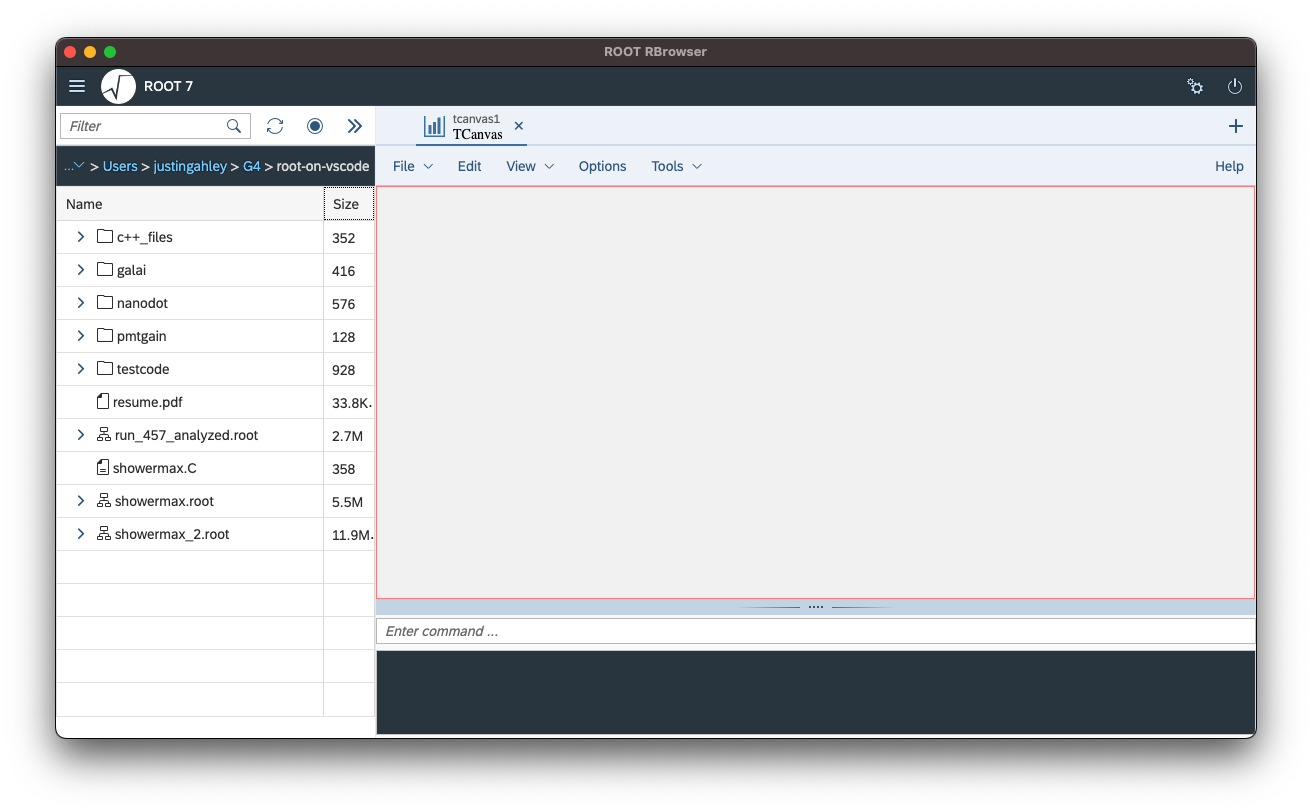 ROOT RBrowser
ROOT 7
Filter
tcanvas1
TCanvas
... > Users > justingahley > G4 > root-on-vscode
File Edit View Options Tools Help
Name Size
c++_files 352
galai 416
nanodot 576
pmtgain 128
testcode 928
resume.pdf 33.8K.
run_457_analyzed.root 2.7M
showermax.C 358
showermax.root 5.5M
showermax_2.root 11.9M.
Enter command ...